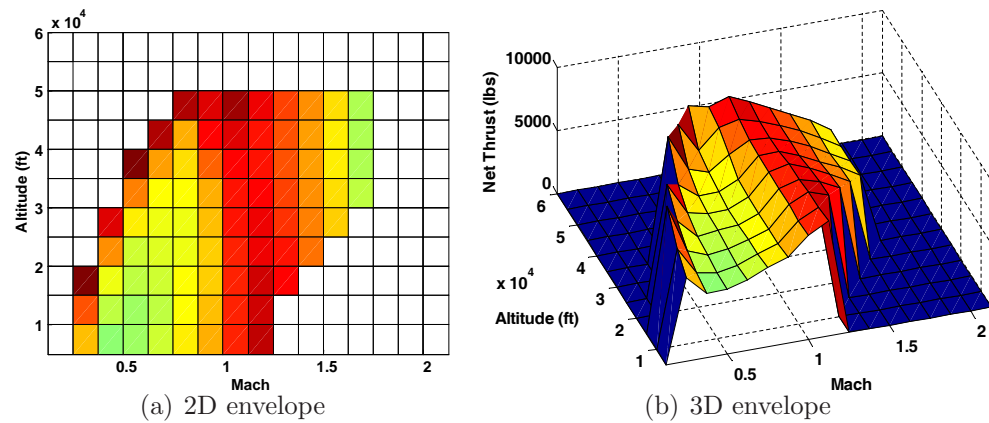 x 10^4
6
5
4
3
2
1
Altitude (ft)
0.5
1
1.5
2
Mach
(a) 2D envelope
10000
5000
0
Net Thrust (lbs)
6
5
4
3
2
1
x 10^4
Altitude (ft)
0.5
1
1.5
2
Mach
(b) 3D envelope